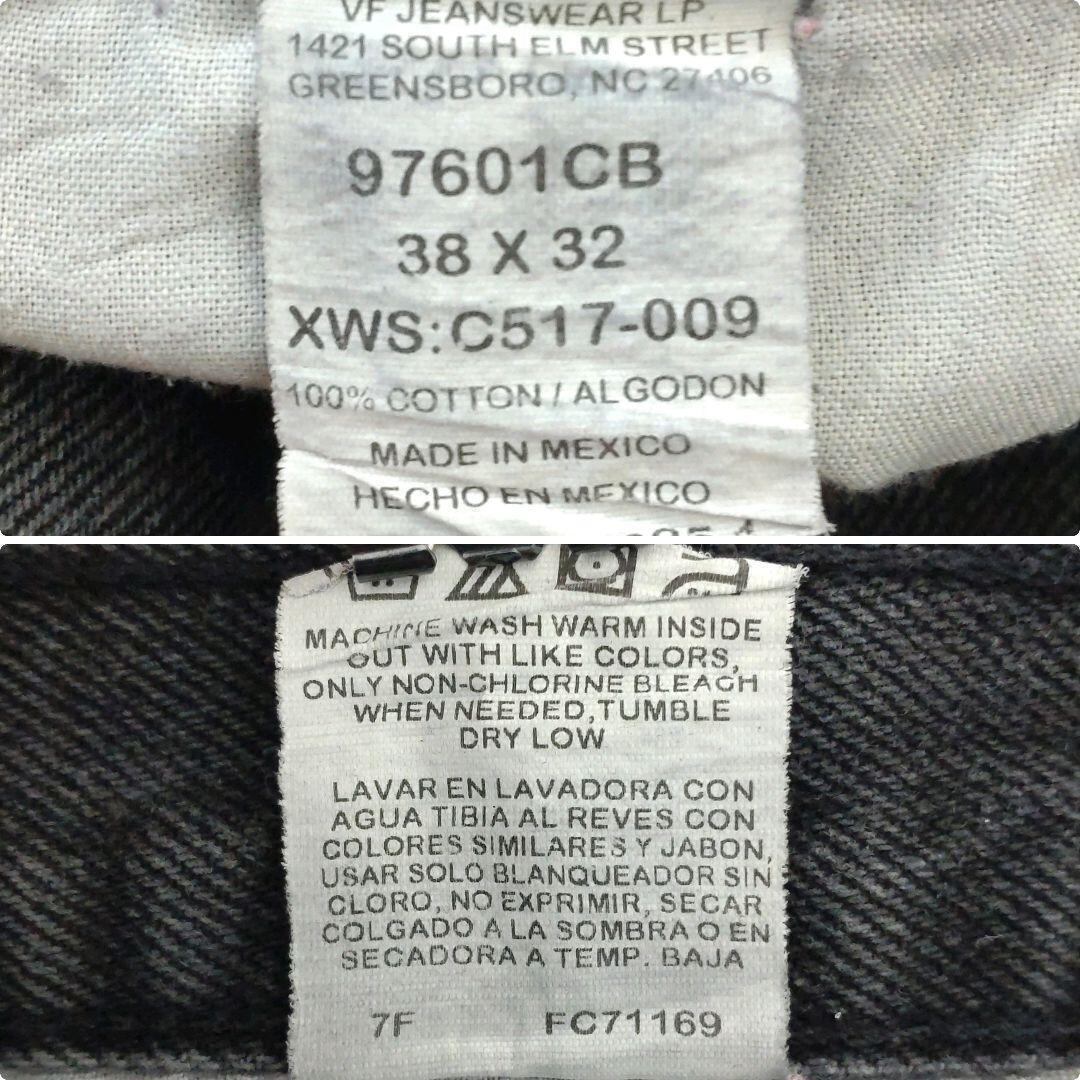 VF JEANSWEAR LP
1421 SOUTH ELM STREET
GREENSBORO, NC 27406
97601CB
38 X 32
XWS:C517-009
100% COTTON / ALGODON
MADE IN MEXICO
HECHO EN MEXICO
MACHINE WASH WARM INSIDE
OUT WITH LIKE COLORS,
ONLY NON-CHLORINE BLEACH
WHEN NEEDED,TUMBLE
DRY LOW
LAVAR EN LAVADORA CON
AGUA TIBIA AL REVES CON
COLORES SIMILARES Y JABON,
USAR SOLO BLANQUEADOR SIN
CLORO, NO EXPRIMIR, SECAR
COLGADO A LA SOMBRA O EN
SECADORA A TEMP. BAJA
7F FC71169